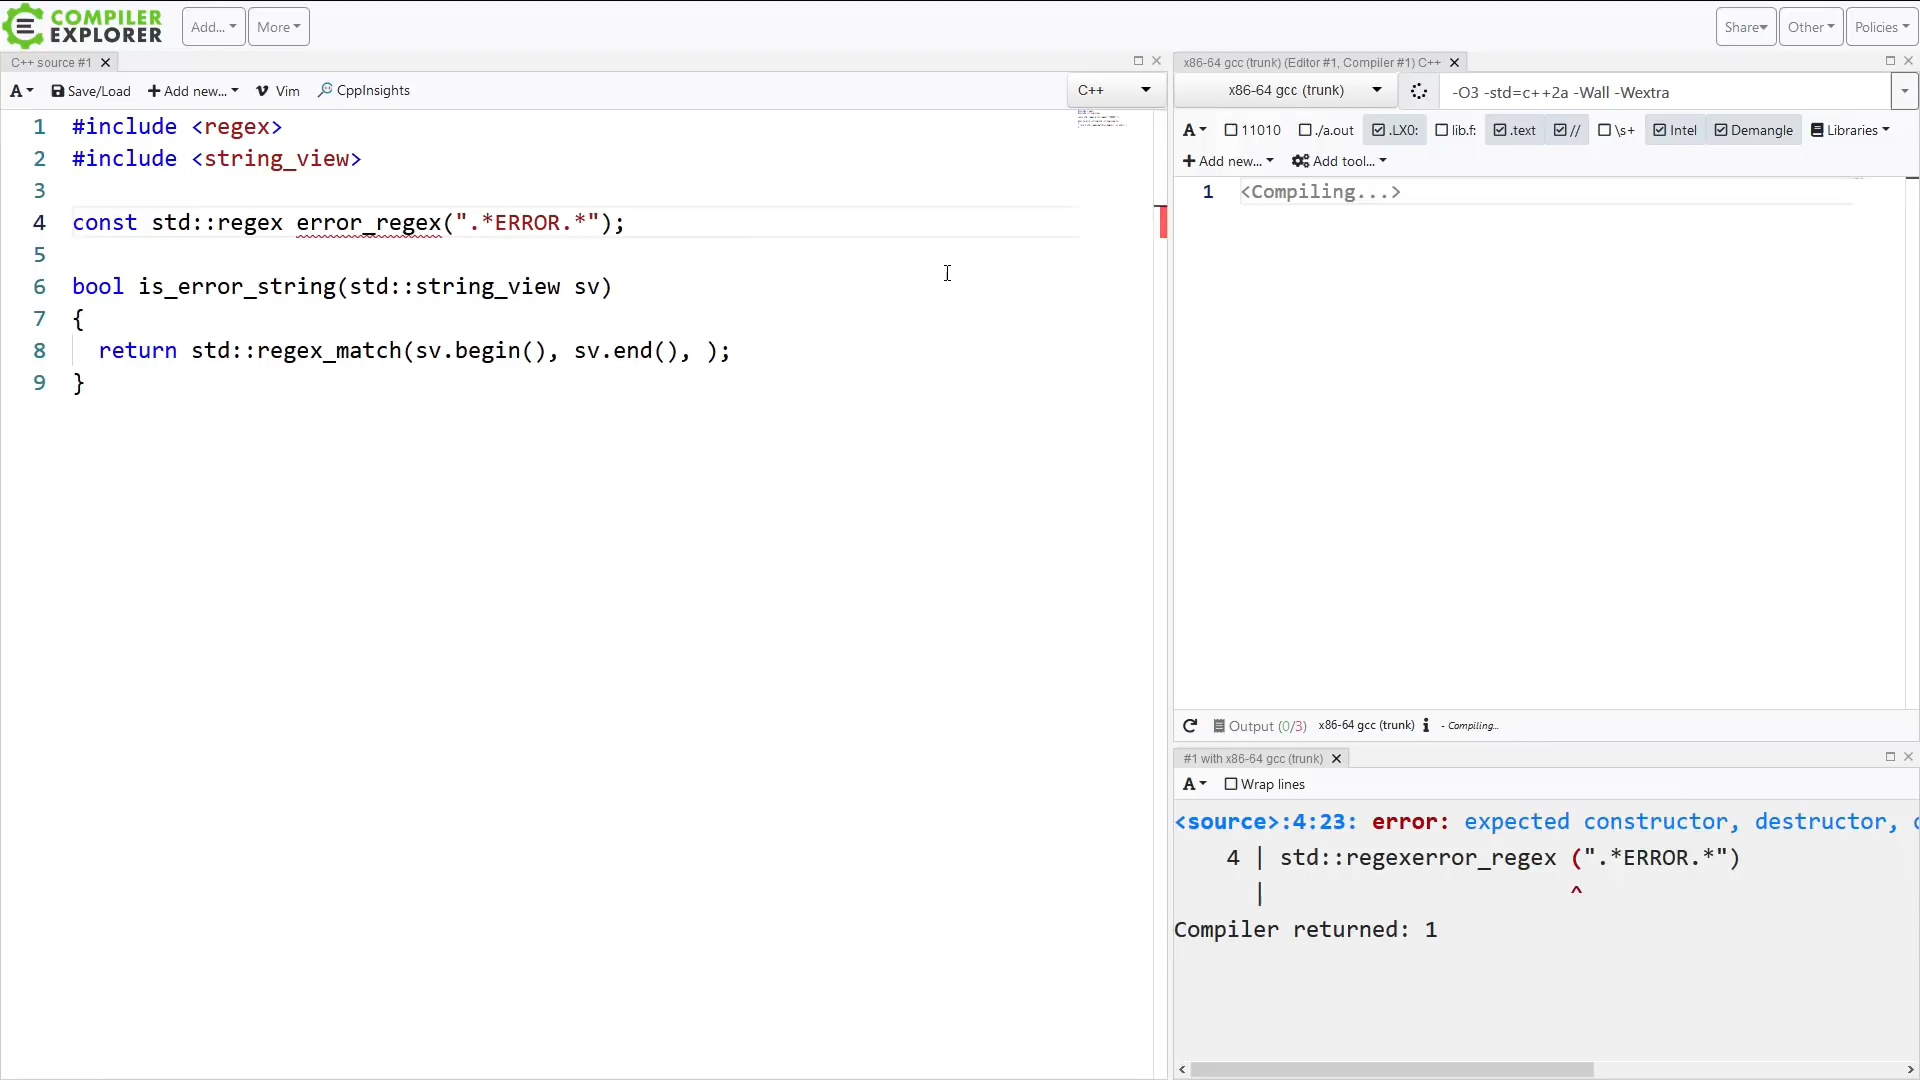 COMPILER
EXPLORER
Add...
More
Share
Other
Policies
C++ source #1
A
Save/Load
Add new...
Vim
CppInsights
C++
1 #include <regex>
2 #include <string_view>
3
4 const std::regex error_regex(".*ERROR.*");
5
6 bool is_error_string(std::string_view sv)
7 {
8 return std::regex_match(sv.begin(), sv.end(), );
9 }
x86-64 gcc (trunk) (Editor #1, Compiler #1) C++
x86-64 gcc (trunk)
-O3 -std=c++2a -Wall -Wextra
A 11010 ./a.out .LX0: lib.f: .text // \s+ Intel Demangle Libraries
Add new... Add tool...
1 <Compiling...>
Output (0/3) x86-64 gcc (trunk) i - Compiling...
#1 with x86-64 gcc (trunk)
A Wrap lines
<source>:4:23: error: expected constructor, destructor,
4 | std::regexerror_regex (".*ERROR.*")
| ^
Compiler returned: 1